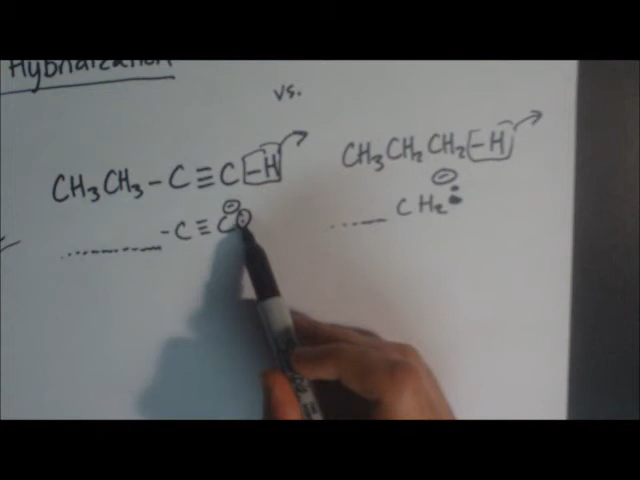 Hybridization
vs.
CH3CH3-C≡C-H
CH3CH2CH2-H
-C≡C⊖
CH2⊖